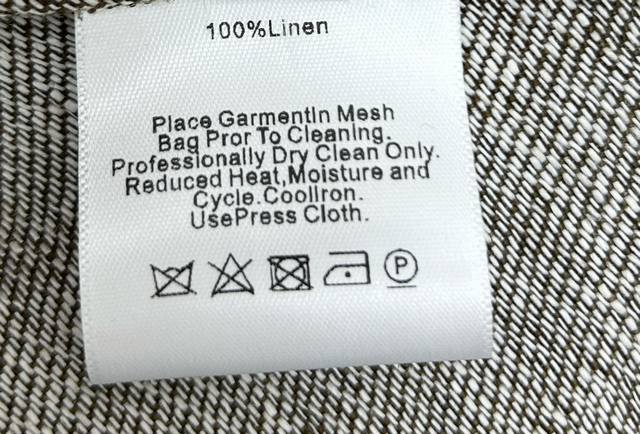 100%Linen
Place GarmentIn Mesh
Bag Pror To Cleaning.
Professionally Dry Clean Only.
Reduced Heat,Moisture and
Cycle.CoolIron.
UsePress Cloth.
P